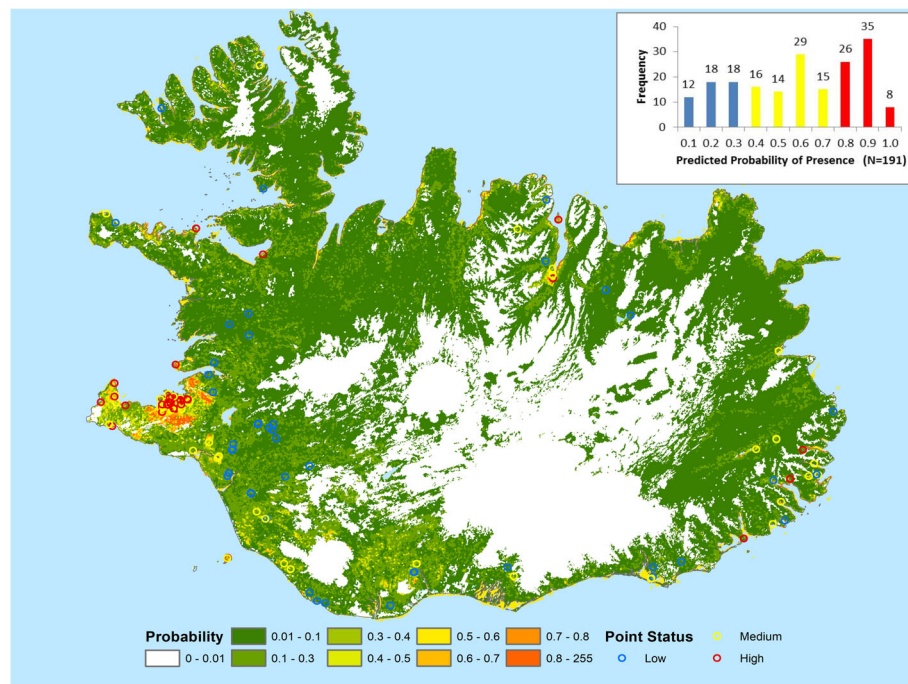 40
30
20
10
0
Frequency
12 18 18 16 14 29 15 26 35 8
0.1 0.2 0.3 0.4 0.5 0.6 0.7 0.8 0.9 1.0
Predicted Probability of Presence (N=191)
Probability 0.01 - 0.1 0.3 - 0.4 0.5 - 0.6 0.7 - 0.8 Point Status Medium
0 - 0.01 0.1 - 0.3 0.4 - 0.5 0.6 - 0.7 0.8 - 255 Low High